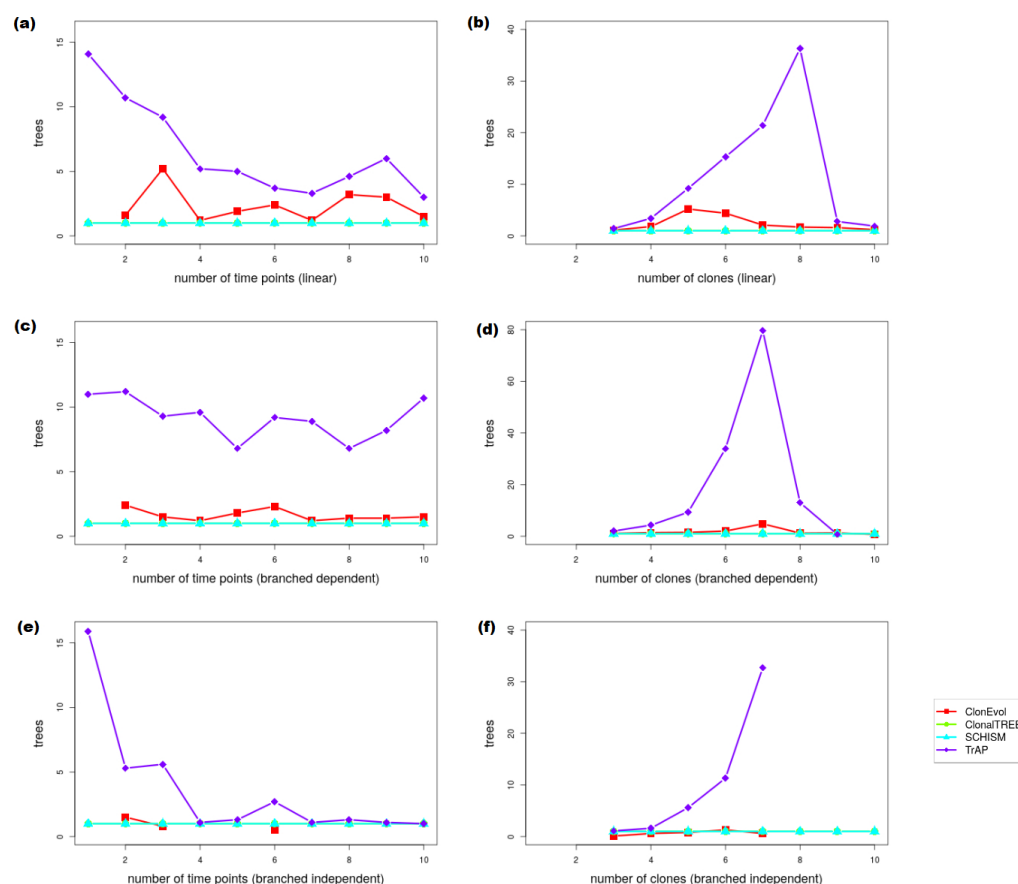 (a)
trees
15
10
5
0
2 4 6 8 10
number of time points (linear)
(b)
trees
40
30
20
10
0
2 4 6 8 10
number of clones (linear)
(c)
trees
15
10
5
0
2 4 6 8 10
number of time points (branched dependent)
(d)
trees
80
60
40
20
0
2 4 6 8 10
number of clones (branched dependent)
(e)
trees
15
10
5
0
2 4 6 8 10
number of time points (branched independent)
(f)
trees
40
30
20
10
0
2 4 6 8 10
number of clones (branched independent)
ClonEvol
ClonalTREE
SCHISM
TrAP